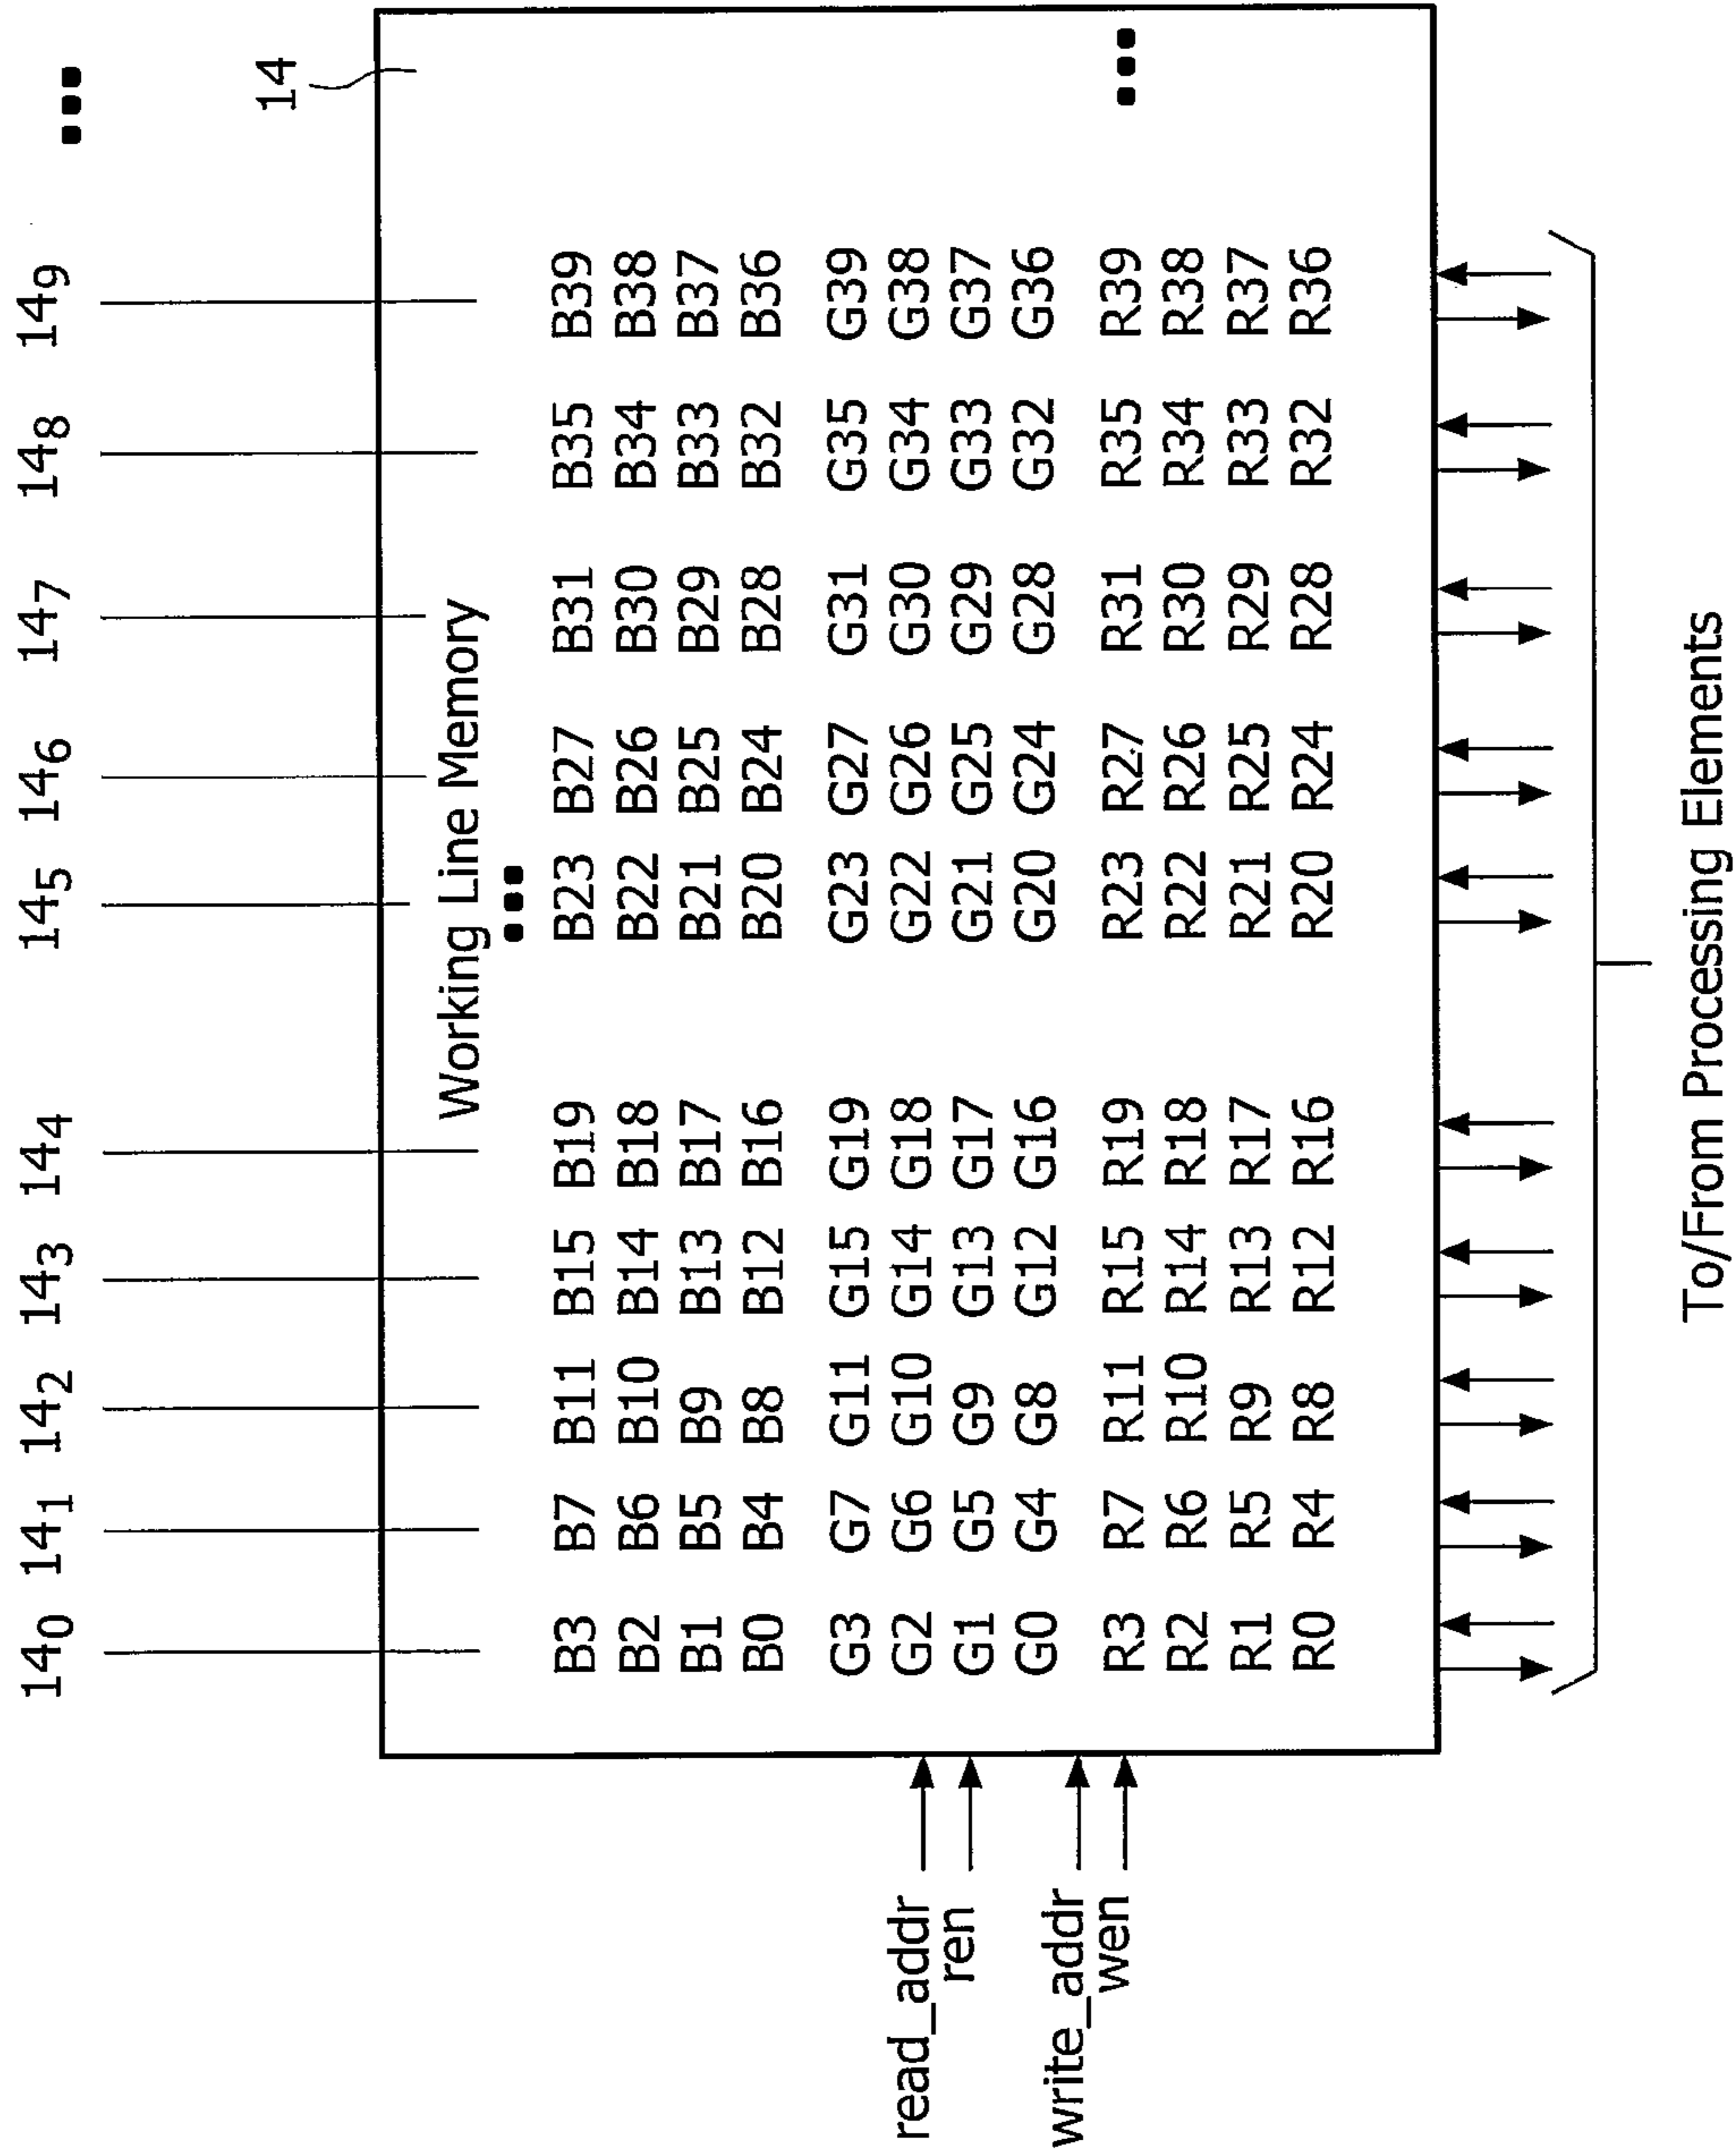 14₀ 14₁ 14₂ 14₃ 14₄ 14₅ 14₆ 14₇ 14₈ 14₉ •••
14
Working Line Memory
•••
B3 B7 B11 B15 B19 B23 B27 B31 B35 B39
B2 B6 B10 B14 B18 B22 B26 B30 B34 B38
B1 B5 B9 B13 B17 B21 B25 B29 B33 B37
B0 B4 B8 B12 B16 B20 B24 B28 B32 B36
G3 G7 G11 G15 G19 G23 G27 G31 G35 G39
read_addr G2 G6 G10 G14 G18 G22 G26 G30 G34 G38
ren G1 G5 G9 G13 G17 G21 G25 G29 G33 G37
G0 G4 G8 G12 G16 G20 G24 G28 G32 G36
write_addr
wen R3 R7 R11 R15 R19 R23 R27 R31 R35 R39 •••
R2 R6 R10 R14 R18 R22 R26 R30 R34 R38
R1 R5 R9 R13 R17 R21 R25 R29 R33 R37
R0 R4 R8 R12 R16 R20 R24 R28 R32 R36
To/From Processing Elements